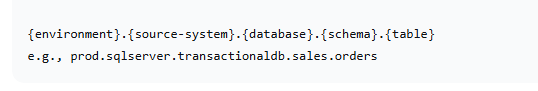 {environment}.{source-system}.{database}.{schema}.{table}
e.g., prod.sqlserver.transactionaldb.sales.orders